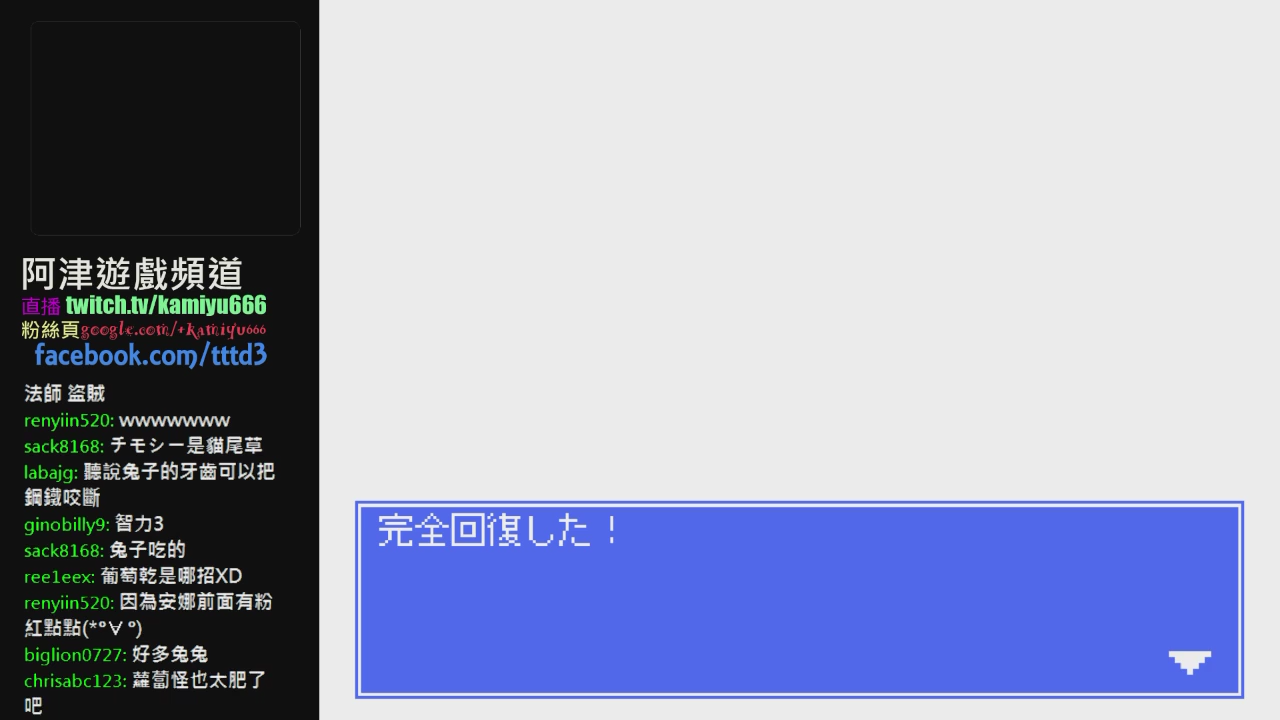 阿津遊戲頻道
直播 twitch.tv/kamiyu666
粉絲頁google.com/+kamiyu666
facebook.com/tttd3
法師 盜賊
renyiin520: wwwwwww
sack8168: チモシー是貓尾草
labajg: 聽說兔子的牙齒可以把
鋼鐵咬斷
ginobilly9: 智力3
sack8168: 兔子吃的
ree1eex: 葡萄乾是哪招XD
renyiin520: 因為安娜前面有粉
紅點點(*°∀°)
biglion0727: 好多兔兔
chrisabc123: 蘿蔔怪也太肥了
吧
完全回復した！